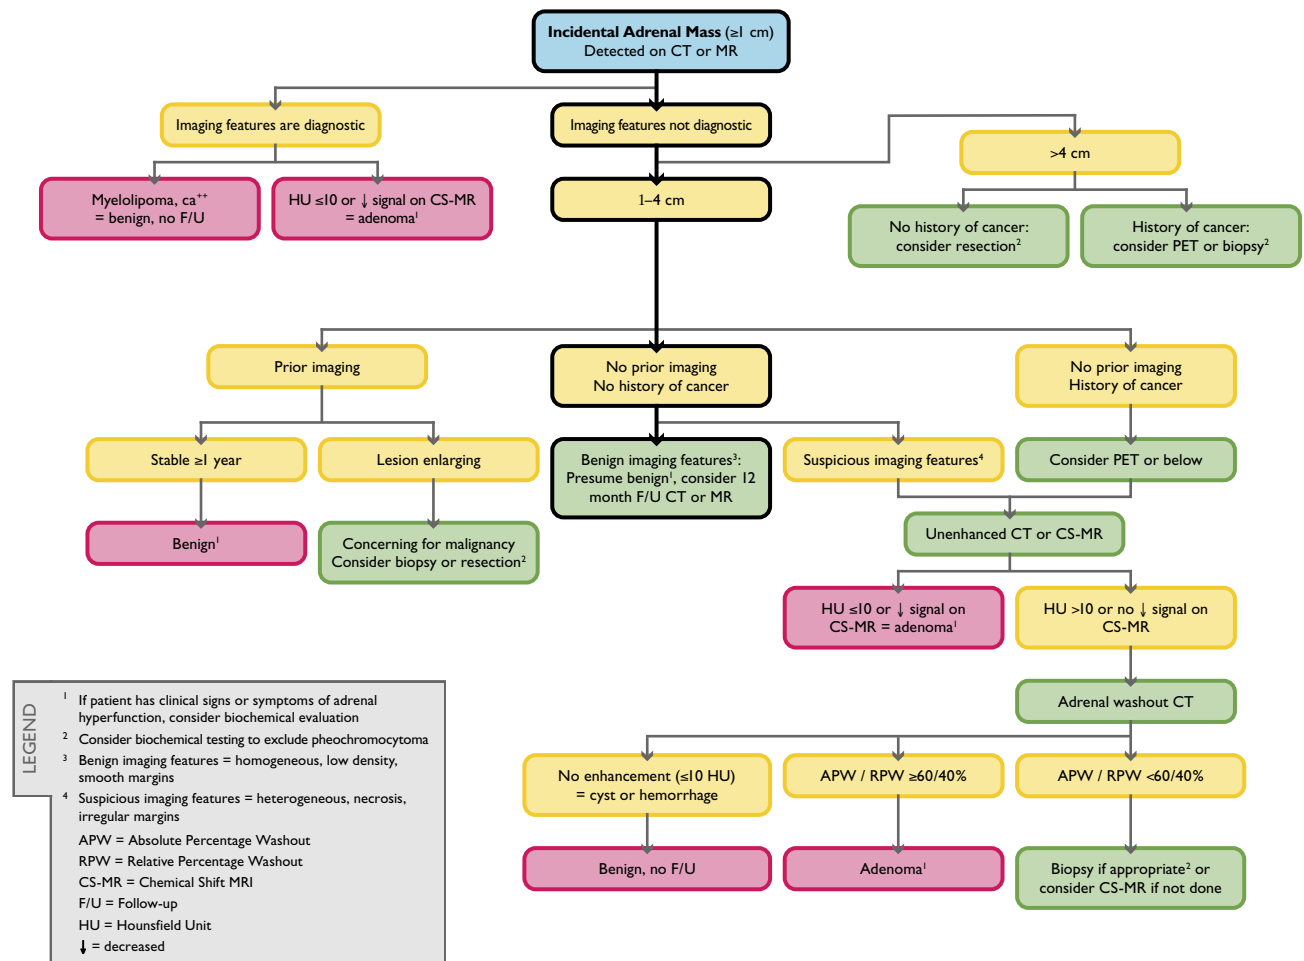 Incidental Adrenal Mass (≥1 cm)
Detected on CT or MR
Imaging features are diagnostic
Imaging features not diagnostic
>4 cm
Myelolipoma, ca⁺⁺
= benign, no F/U
HU ≤10 or ↓ signal on CS-MR
= adenoma¹
1–4 cm
No history of cancer:
consider resection²
History of cancer:
consider PET or biopsy²
Prior imaging
No prior imaging
No history of cancer
No prior imaging
History of cancer
Stable ≥1 year
Lesion enlarging
Benign imaging features³:
Presume benign¹, consider 12
month F/U CT or MR
Suspicious imaging features⁴
Consider PET or below
Benign¹
Concerning for malignancy
Consider biopsy or resection²
Unenhanced CT or CS-MR
HU ≤10 or ↓ signal on
CS-MR = adenoma¹
HU >10 or no ↓ signal on
CS-MR
Adrenal washout CT
No enhancement (≤10 HU)
= cyst or hemorrhage
APW / RPW ≥60/40%
APW / RPW <60/40%
Benign, no F/U
Adenoma¹
Biopsy if appropriate² or
consider CS-MR if not done
LEGEND
¹ If patient has clinical signs or symptoms of adrenal
hyperfunction, consider biochemical evaluation
² Consider biochemical testing to exclude pheochromocytoma
³ Benign imaging features = homogeneous, low density,
smooth margins
⁴ Suspicious imaging features = heterogeneous, necrosis,
irregular margins
APW = Absolute Percentage Washout
RPW = Relative Percentage Washout
CS-MR = Chemical Shift MRI
F/U = Follow-up
HU = Hounsfield Unit
↓ = decreased